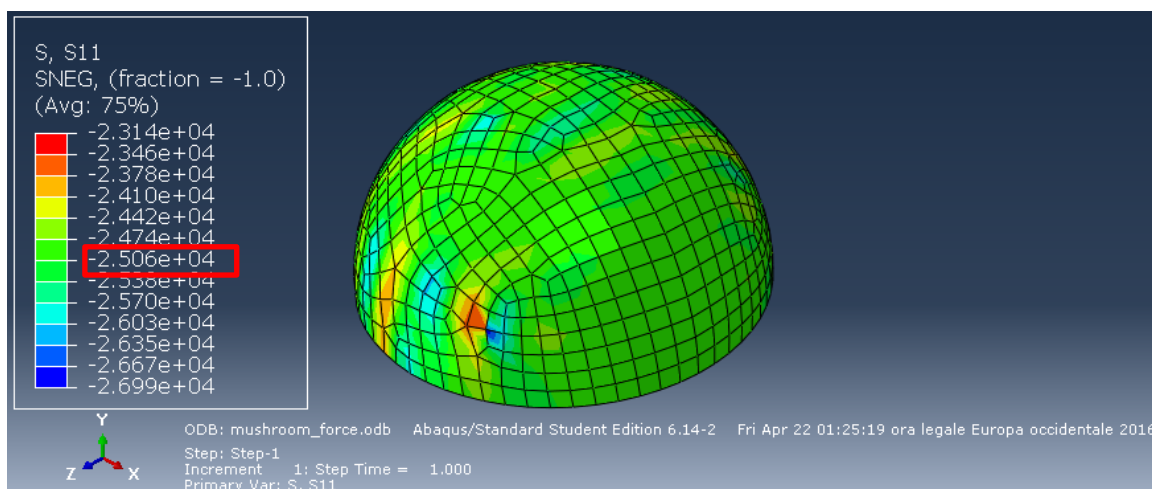 S, S11
SNEG, (fraction = -1.0)
(Avg: 75%)
-2.314e+04
-2.346e+04
-2.378e+04
-2.410e+04
-2.442e+04
-2.474e+04
-2.506e+04
-2.538e+04
-2.570e+04
-2.603e+04
-2.635e+04
-2.667e+04
-2.699e+04
Y
Z X
ODB: mushroom_force.odb Abaqus/Standard Student Edition 6.14-2 Fri Apr 22 01:25:19 ora legale Europa occidentale 2016
Step: Step-1
Increment 1: Step Time = 1.000
Primary Var: S, S11